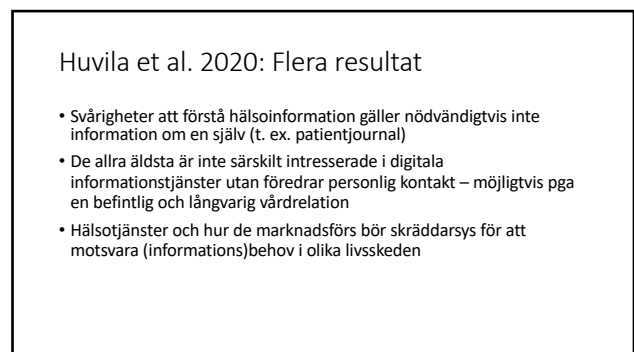 Huvila et al. 2020: Flera resultat
• Svårigheter att förstå hälsoinformation gäller nödvändigtvis inte
information om en själv (t. ex. patientjournal)
• De allra äldsta är inte särskilt intresserade i digitala
informationstjänster utan föredrar personlig kontakt – möjligtvis pga
en befintlig och långvarig vårdrelation
• Hälsotjänster och hur de marknadsförs bör skräddarsys för att
motsvara (informations)behov i olika livsskeden